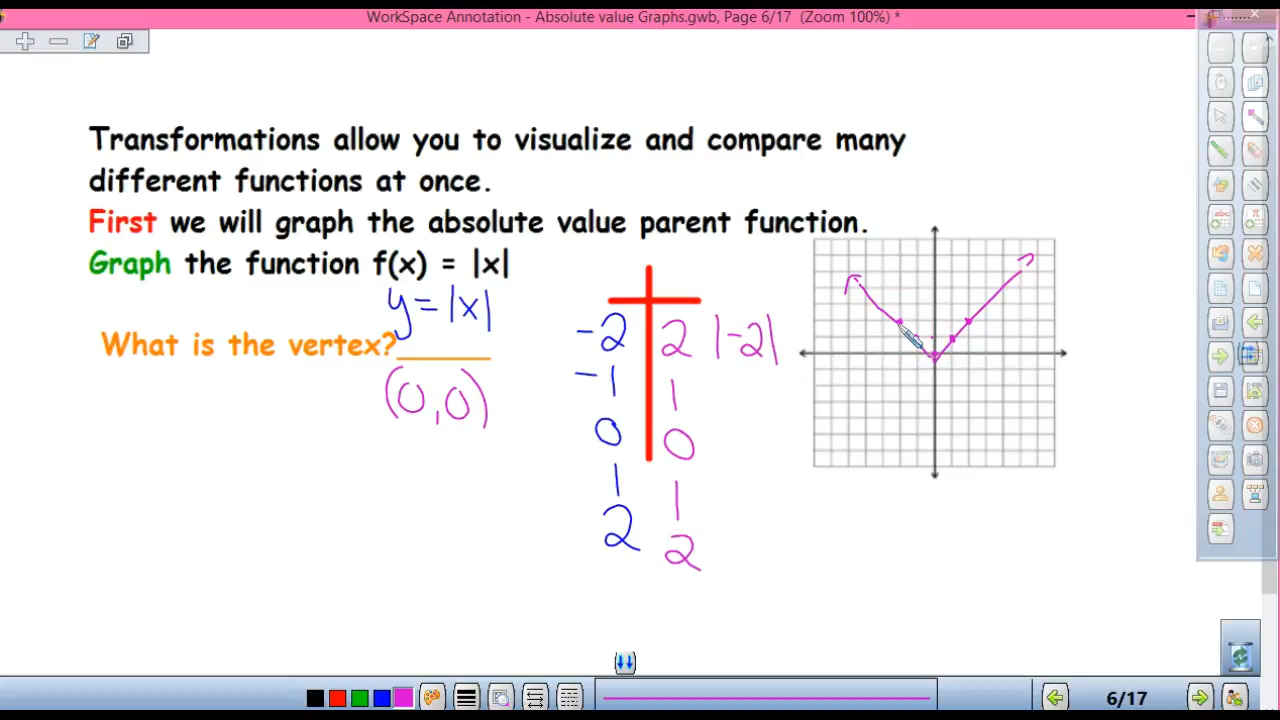 WorkSpace Annotation - Absolute value Graphs.gwb, Page 6/17 (Zoom 100%) *
Transformations allow you to visualize and compare many
different functions at once.
First we will graph the absolute value parent function.
Graph the function f(x) = |x|
y = |x|
What is the vertex?______
(0,0)
-2 2 |-2|
-1 1
0 0
1 1
2 2
abc
π
6/17